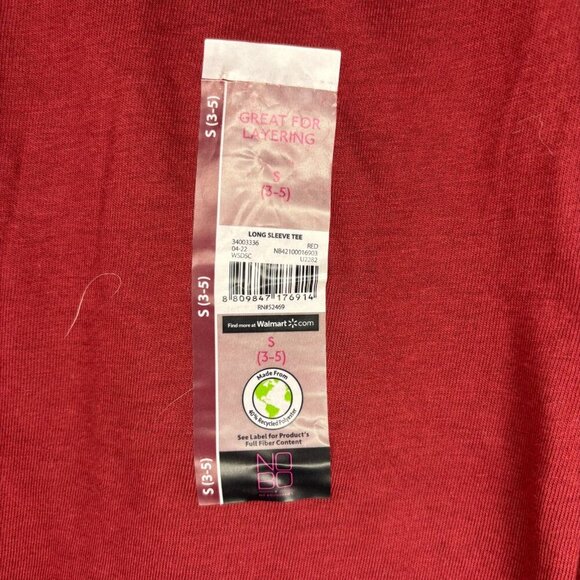 S (3-5)
GREAT FOR
LAYERING
S
(3-5)
LONG SLEEVE TEE
34003336 RED
04-22 NB42100016903
WSDSC U2282
8 809847 176914
RN#52469
S (3-5)
Find more at Walmart.com
S
(3-5)
Made From
40% Recycled Polyester
See Label for Product's
Full Fiber Content
S (3-5)
NO
BO